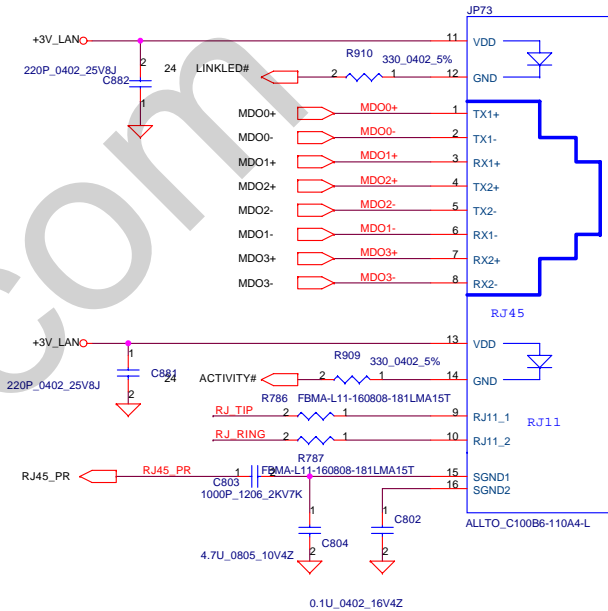 JP73
+3V_LAN 11 VDD
R910 330_0402_5%
220P_0402_25V8J 2 C882 1
24 LINKLED# 2 1 12 GND
MDO0+ MDO0+ 1 TX1+
MDO0- MDO0- 2 TX1-
MDO1+ MDO1+ 3 RX1+
MDO2+ MDO2+ 4 TX2+
MDO2- MDO2- 5 TX2-
MDO1- MDO1- 6 RX1-
MDO3+ MDO3+ 7 RX2+
MDO3- MDO3- 8 RX2-
RJ45
+3V_LAN 13 VDD
R909 330_0402_5%
220P_0402_25V8J 1 C881 2
24 ACTIVITY# 2 1 14 GND
R786 FBMA-L11-160808-181LMA15T
RJ_TIP 2 1 9 RJ11_1
RJ11
RJ_RING 2 1 10 RJ11_2
R787
FBMA-L11-160808-181LMA15T
RJ45_PR RJ45_PR 1 C803 2 15 SGND1
1000P_1206_2KV7K
16 SGND2
ALLTO_C100B6-110A4-L
1 C804 2
4.7U_0805_10V4Z
1 C802 2
0.1U_0402_16V4Z
com